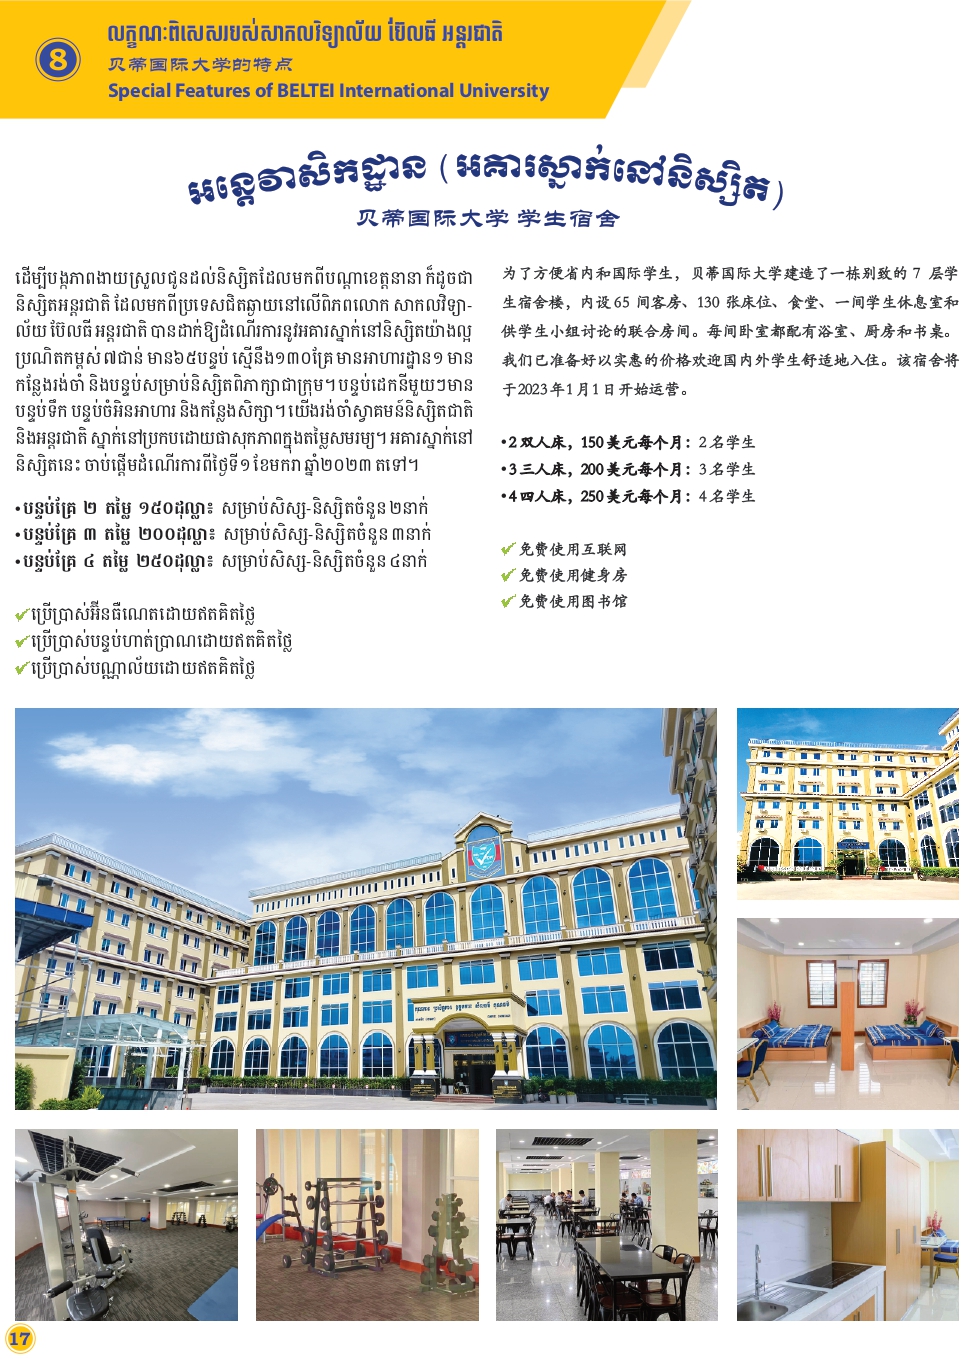 8
លក្ខណៈពិសេសរបស់សាកលវិទ្យាល័យ ប៊ែលធី អន្តរជាតិ
贝蒂国际大学的特点
Special Features of BELTEI International University
អន្តេវាសិកដ្ឋាន (អគារស្នាក់នៅនិស្សិត)
贝蒂国际大学 学生宿舍
ដើម្បីបង្កភាពងាយស្រួលជូនដល់និស្សិតដែលមកពីបណ្តាខេត្តនានា ក៏ដូចជា
និស្សិតអន្តរជាតិ ដែលមកពីប្រទេសជិតឆ្ងាយនៅលើពិភពលោក សាកលវិទ្យា-
ល័យ ប៊ែលធី អន្តរជាតិ បានដាក់ឱ្យដំណើរការនូវអគារស្នាក់នៅនិស្សិតយ៉ាងល្អ
ប្រណិតកម្ពស់ ៧ជាន់ មាន៦៥បន្ទប់ ស្មើនឹង១៣០គ្រែ មានអាហារដ្ឋាន១ មាន
កន្លែងរង់ចាំ និងបន្ទប់សម្រាប់និស្សិតពិភាក្សាជាក្រុម។ បន្ទប់ដេកនីមួយៗមាន
បន្ទប់ទឹក បន្ទប់ចំអិនអាហារ និងកន្លែងសិក្សា។ យើងរង់ចាំស្វាគមន៍និស្សិតជាតិ
និងអន្តរជាតិ ស្នាក់នៅប្រកបដោយផាសុកភាពក្នុងតម្លៃសមរម្យ។ អគារស្នាក់នៅ
និស្សិតនេះ ចាប់ផ្តើមដំណើរការពីថ្ងៃទី១ ខែមករា ឆ្នាំ២០២៣ តទៅ។
•បន្ទប់គ្រែ ២ តម្លៃ ១៥០ដុល្លា៖ សម្រាប់សិស្ស-និស្សិតចំនួន ២នាក់
•បន្ទប់គ្រែ ៣ តម្លៃ ២០០ដុល្លា៖ សម្រាប់សិស្ស-និស្សិតចំនួន ៣នាក់
•បន្ទប់គ្រែ ៤ តម្លៃ ២៥០ដុល្លា៖ សម្រាប់សិស្ស-និស្សិតចំនួន ៤នាក់
ប្រើប្រាស់អ៊ីនធឺណេតដោយឥតគិតថ្លៃ
ប្រើប្រាស់បន្ទប់ហាត់ប្រាណដោយឥតគិតថ្លៃ
ប្រើប្រាស់បណ្ណាល័យដោយឥតគិតថ្លៃ
为了方便省内和国际学生，贝蒂国际大学建造了一栋别致的 7 层学
生宿舍楼，内设 65 间客房、130 张床位、食堂、一间学生休息室和
供学生小组讨论的联合房间。每间卧室都配有浴室、厨房和书桌。
我们已准备好以实惠的价格欢迎国内外学生舒适地入住。该宿舍将
于2023 年1月1日开始运营。
•2 双人床，150 美元每个月：2 名学生
•3 三人床，200 美元每个月：3 名学生
•4 四人床，250 美元每个月：4 名学生
免费使用互联网
免费使用健身房
免费使用图书馆
17